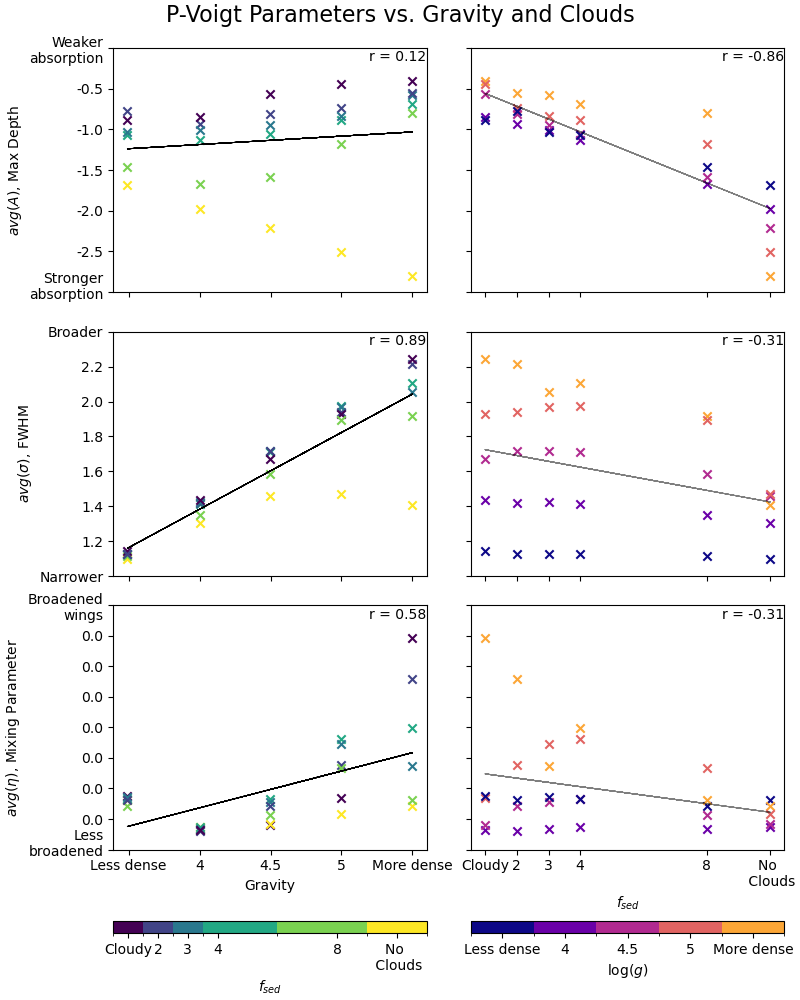 P-Voigt Parameters vs. Gravity and Clouds
Weaker
absorption
-0.5
-1.0
-1.5
-2.0
-2.5
Stronger
absorption
avg(A), Max Depth
r = 0.12
r = -0.86
Broader
2.2
2.0
1.8
1.6
1.4
1.2
Narrower
avg(σ), FWHM
r = 0.89
r = -0.31
Broadened
wings
0.0
0.0
0.0
0.0
0.0
0.0
0.0
Less
broadened
avg(η), Mixing Parameter
r = 0.58
r = -0.31
Less dense 4 4.5 5 More dense
Gravity
Cloudy 2 3 4 8 No
Clouds
f_sed
Cloudy 2 3 4 8 No
Clouds
f_sed
Less dense 4 4.5 5 More dense
log(g)